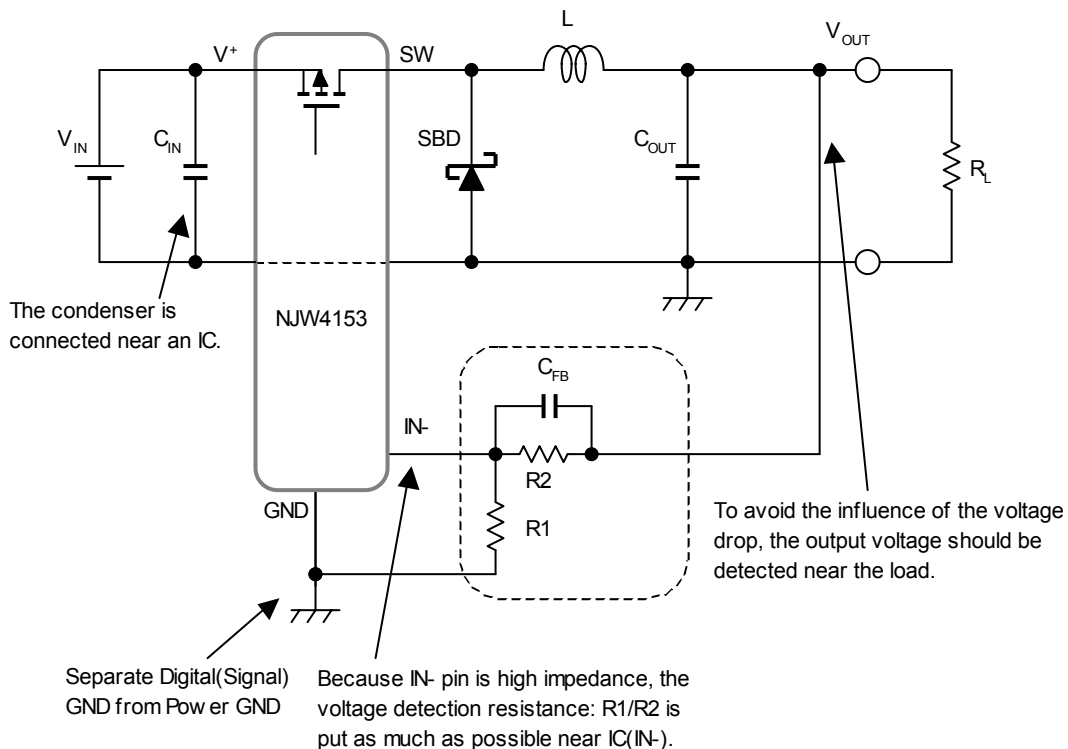 L
V+
SW
VOUT
VIN
CIN
SBD
COUT
RL
The condenser is
connected near an IC.
NJW4153
CFB
IN-
R2
GND
R1
To avoid the influence of the voltage
drop, the output voltage should be
detected near the load.
Separate Digital(Signal)
GND from Power GND
Because IN- pin is high impedance, the
voltage detection resistance: R1/R2 is
put as much as possible near IC(IN-).